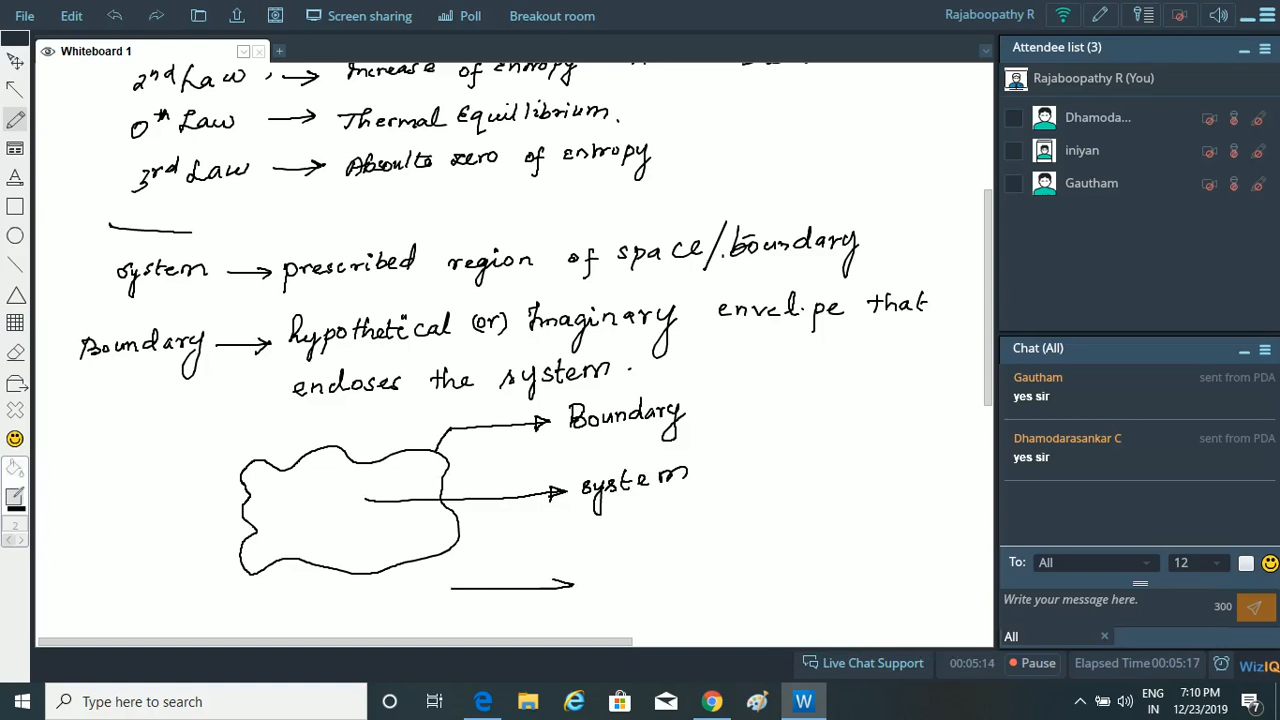 File Edit Screen sharing Poll Breakout room Rajaboopathy R
Whiteboard 1
Attendee list (3)
Rajaboopathy R (You)
Dhamoda...
iniyan
Gautham
2nd Law → Increase of entropy
0th Law → Thermal Equilibrium.
3rd Law → Absoulto zero of entropy
system → prescribed region of space/boundary
Boundary → hypothetical (or) Imaginary envelpe that
encloses the system.
Boundary
system
Chat (All)
Gautham sent from PDA
yes sir
Dhamodarasankar C sent from PDA
yes sir
To: All 12
Write your message here. 300
All
2
Live Chat Support 00:05:14 Pause Elapsed Time 00:05:17 WizIQ
Type here to search
ENG
IN
7:10 PM
12/23/2019
7